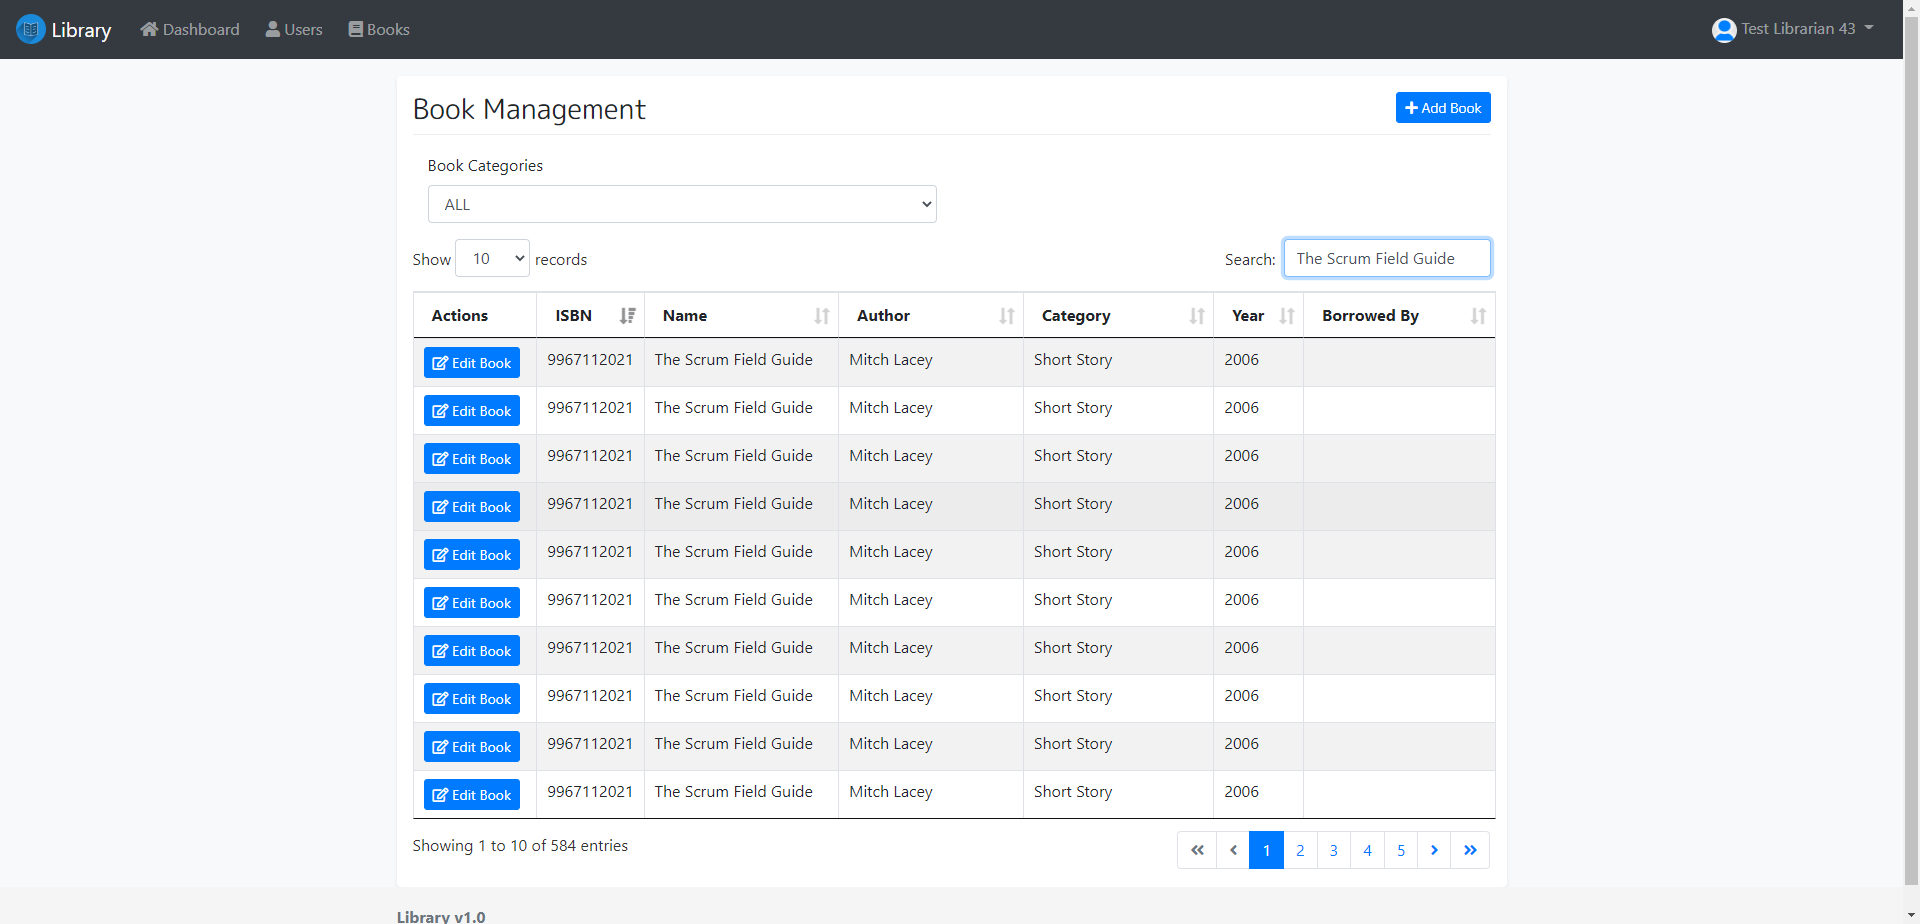 Library Dashboard Users Books Test Librarian 43
Book Management Add Book
Book Categories
ALL
Show 10 records Search: The Scrum Field Guide
Actions ISBN Name Author Category Year Borrowed By
Edit Book 9967112021 The Scrum Field Guide Mitch Lacey Short Story 2006
Edit Book 9967112021 The Scrum Field Guide Mitch Lacey Short Story 2006
Edit Book 9967112021 The Scrum Field Guide Mitch Lacey Short Story 2006
Edit Book 9967112021 The Scrum Field Guide Mitch Lacey Short Story 2006
Edit Book 9967112021 The Scrum Field Guide Mitch Lacey Short Story 2006
Edit Book 9967112021 The Scrum Field Guide Mitch Lacey Short Story 2006
Edit Book 9967112021 The Scrum Field Guide Mitch Lacey Short Story 2006
Edit Book 9967112021 The Scrum Field Guide Mitch Lacey Short Story 2006
Edit Book 9967112021 The Scrum Field Guide Mitch Lacey Short Story 2006
Edit Book 9967112021 The Scrum Field Guide Mitch Lacey Short Story 2006
Showing 1 to 10 of 584 entries « ‹ 1 2 3 4 5 › »
Library v1.0